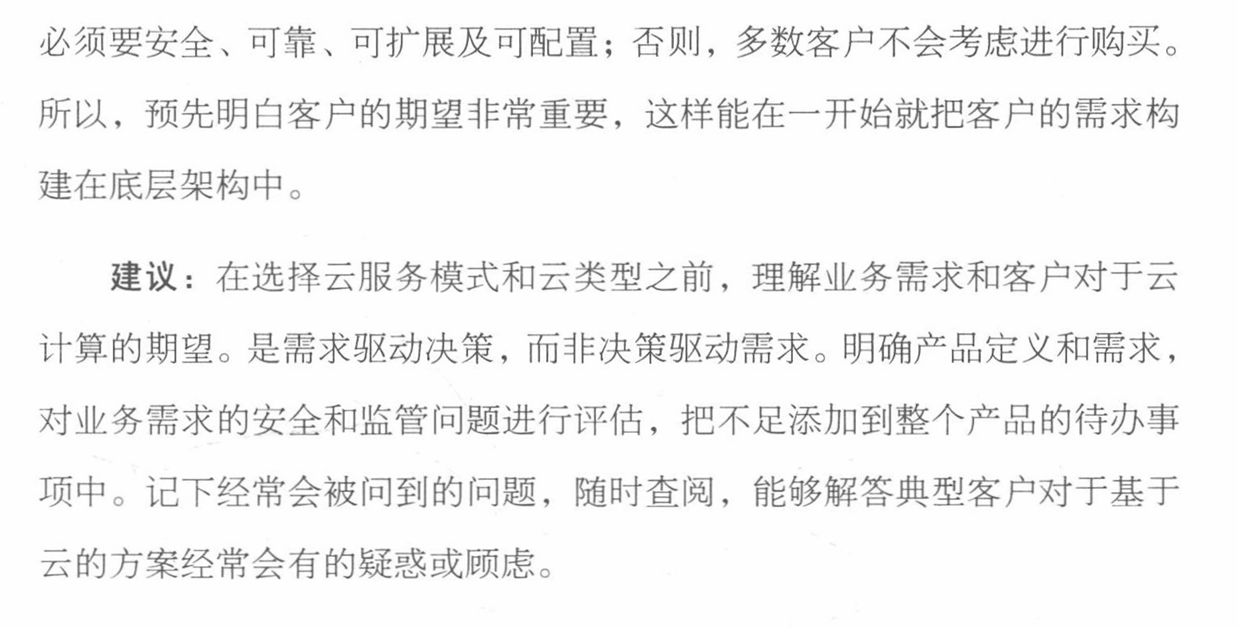 必须要安全、可靠、可扩展及可配置；否则，多数客户不会考虑进行购买。
所以，预先明白客户的期望非常重要，这样能在一开始就把客户的需求构
建在底层架构中。
建议：在选择云服务模式和云类型之前，理解业务需求和客户对于云
计算的期望。是需求驱动决策，而非决策驱动需求。明确产品定义和需求，
对业务需求的安全和监管问题进行评估，把不足添加到整个产品的待办事
项中。记下经常会被问到的问题，随时查阅，能够解答典型客户对于基于
云的方案经常会有的疑惑或顾虑。